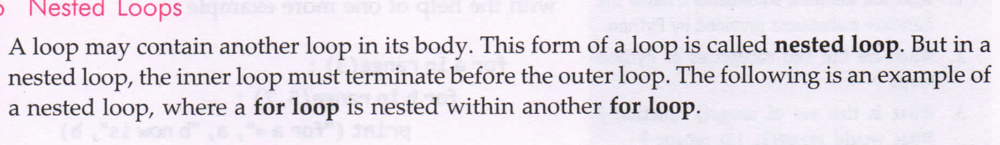 Nested Loops
A loop may contain another loop in its body. This form of a loop is called nested loop. But in a
nested loop, the inner loop must terminate before the outer loop. The following is an example of
a nested loop, where a for loop is nested within another for loop.